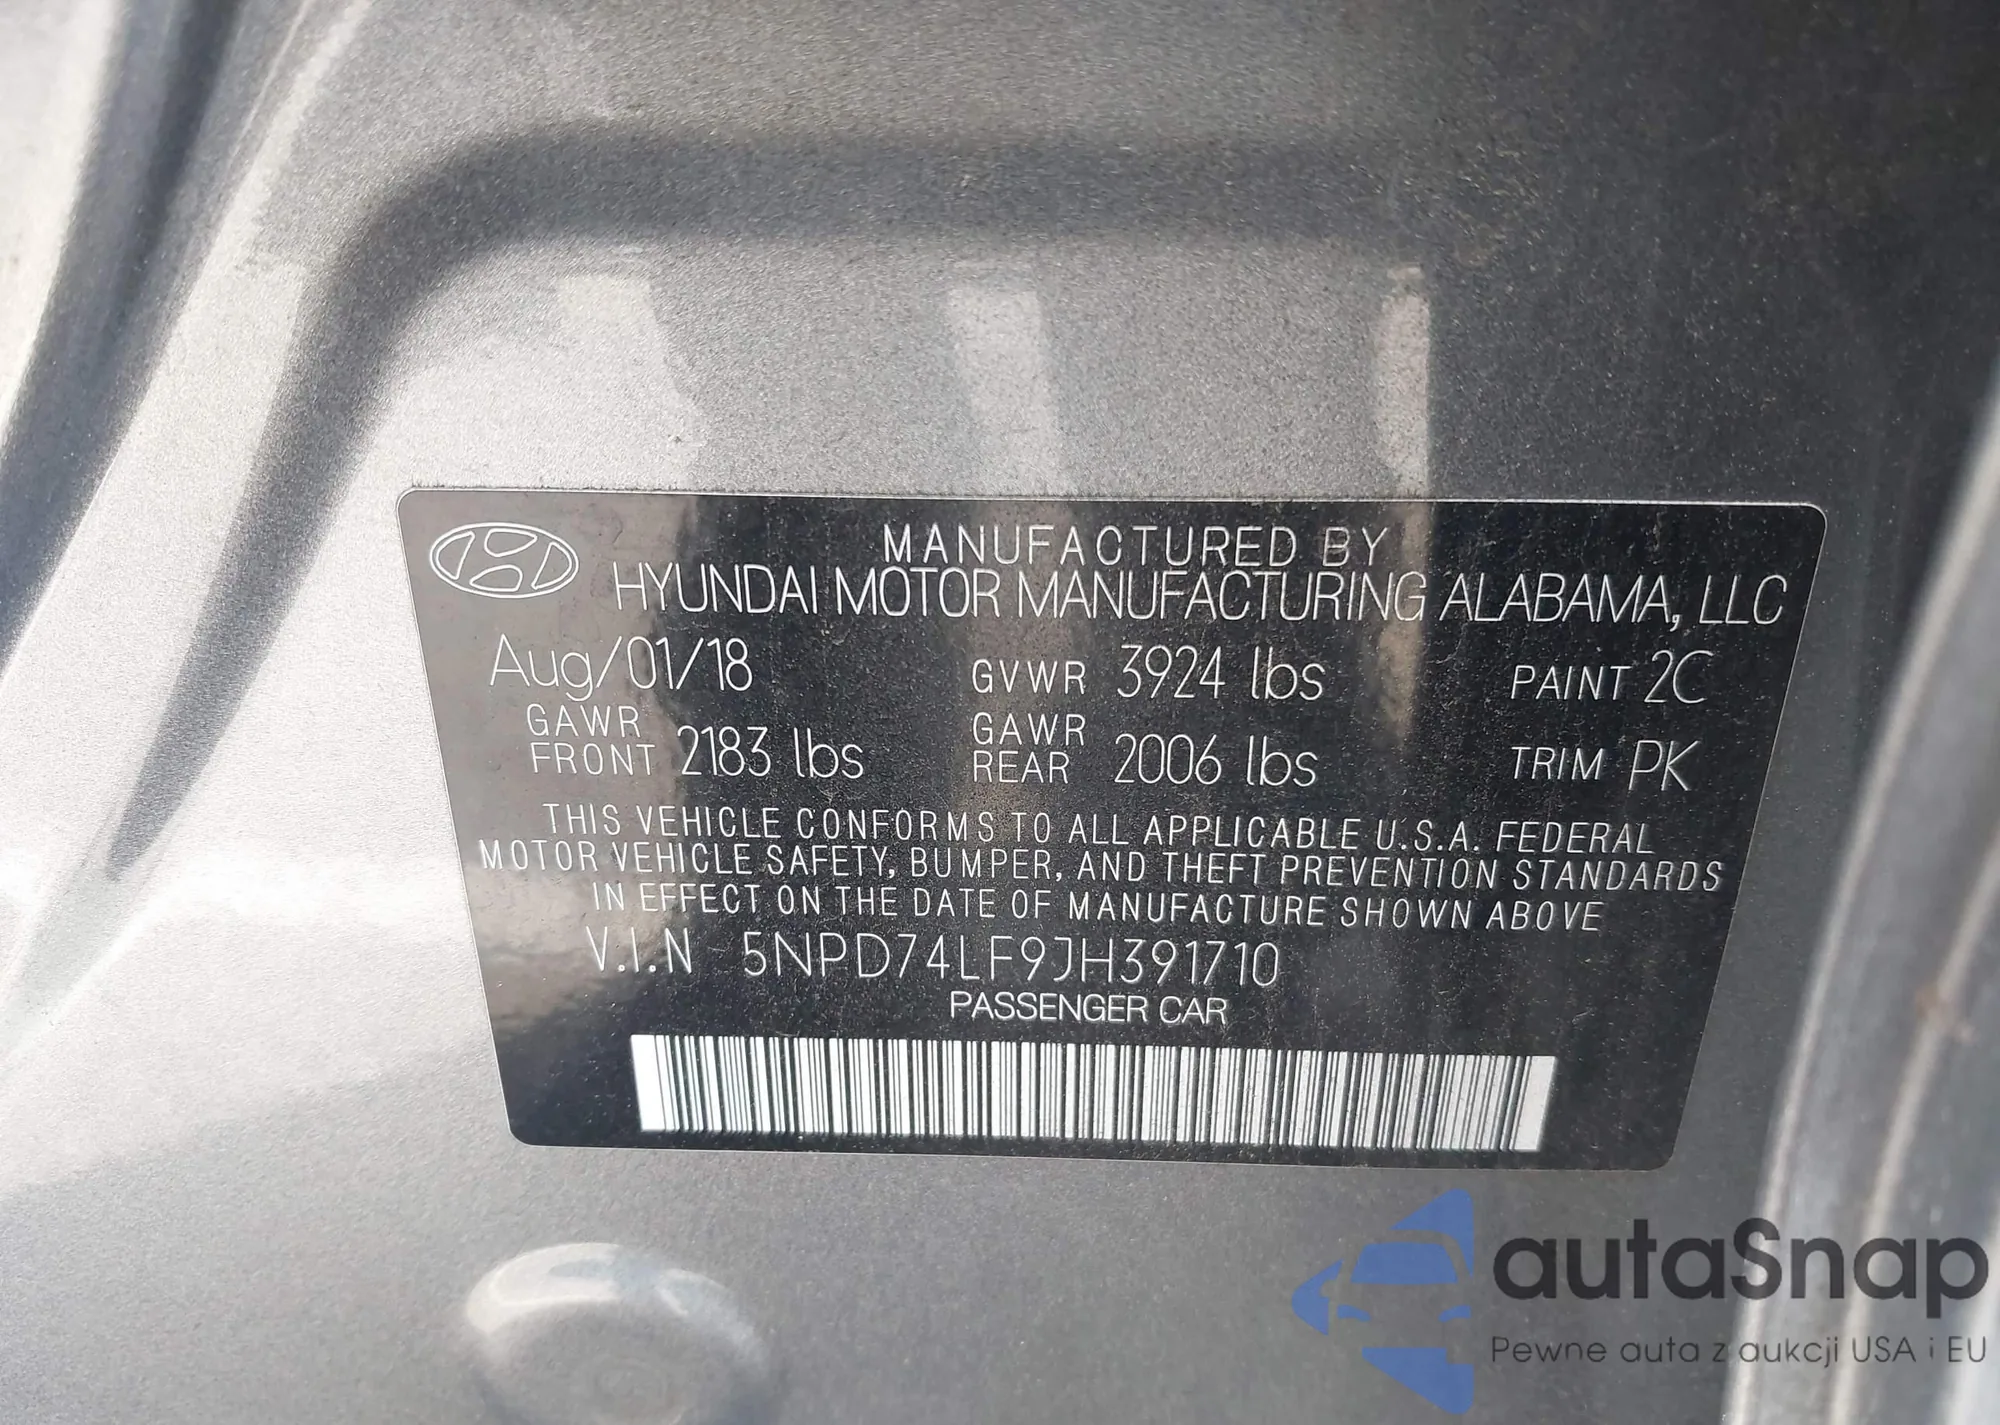 MANUFACTURED BY
HYUNDAI MOTOR MANUFACTURING ALABAMA, LLC
Aug/01/18 GVWR 3924 lbs PAINT 2C
GAWR FRONT 2183 lbs GAWR REAR 2006 lbs TRIM PK
THIS VEHICLE CONFORMS TO ALL APPLICABLE U.S.A. FEDERAL
MOTOR VEHICLE SAFETY, BUMPER, AND THEFT PREVENTION STANDARDS
IN EFFECT ON THE DATE OF MANUFACTURE SHOWN ABOVE
V.I.N 5NPD74LF9JH391710
PASSENGER CAR
autaSnap
Pewne auta z aukcji USA i EU